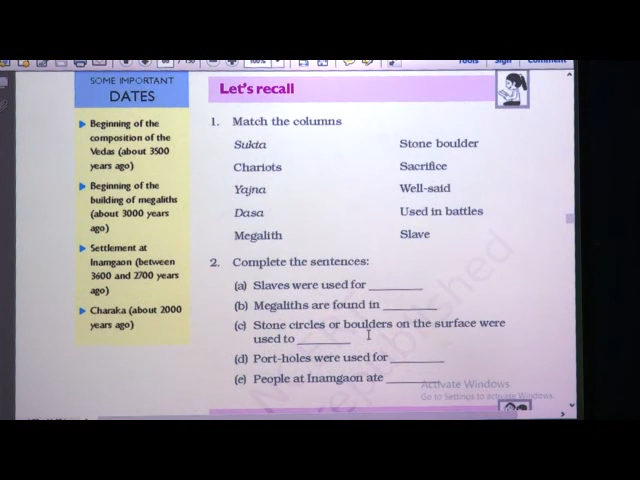 Tools Sign Comment
SOME IMPORTANT
DATES
Beginning of the
composition of the
Vedas (about 3500
years ago)
Beginning of the
building of megaliths
(about 3000 years
ago)
Settlement at
Inamgaon (between
3600 and 2700 years
ago)
Charaka (about 2000
years ago)
Let's recall
1. Match the columns
Sukta Stone boulder
Chariots Sacrifice
Yajna Well-said
Dasa Used in battles
Megalith Slave
2. Complete the sentences:
(a) Slaves were used for ________
(b) Megaliths are found in ________
(c) Stone circles or boulders on the surface were
used to ________
(d) Port-holes were used for ________
(e) People at Inamgaon ate ________
Activate Windows
Go to Settings to activate Windows.